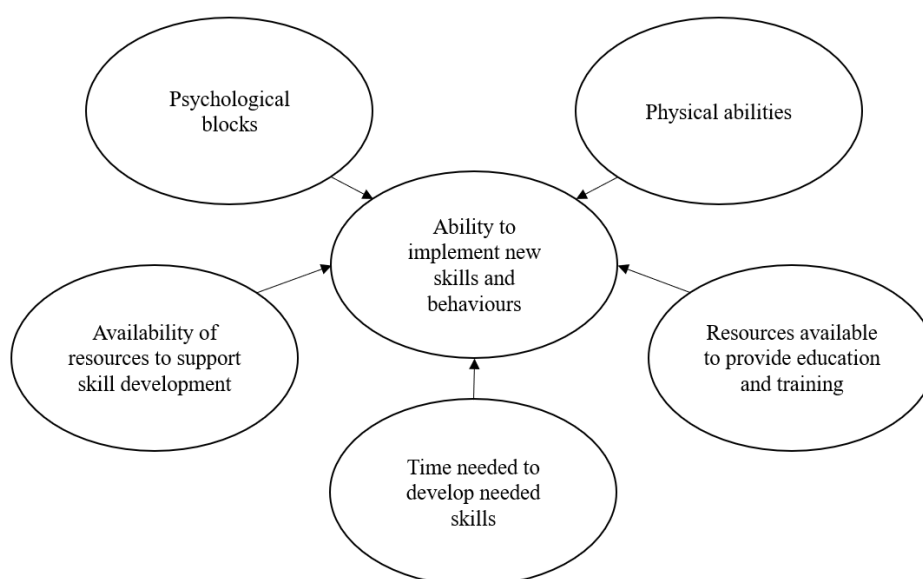 Psychological
blocks
Physical abilities
Ability to
implement new
skills and
behaviours
Availability of
resources to support
skill development
Resources available
to provide education
and training
Time needed to
develop needed
skills